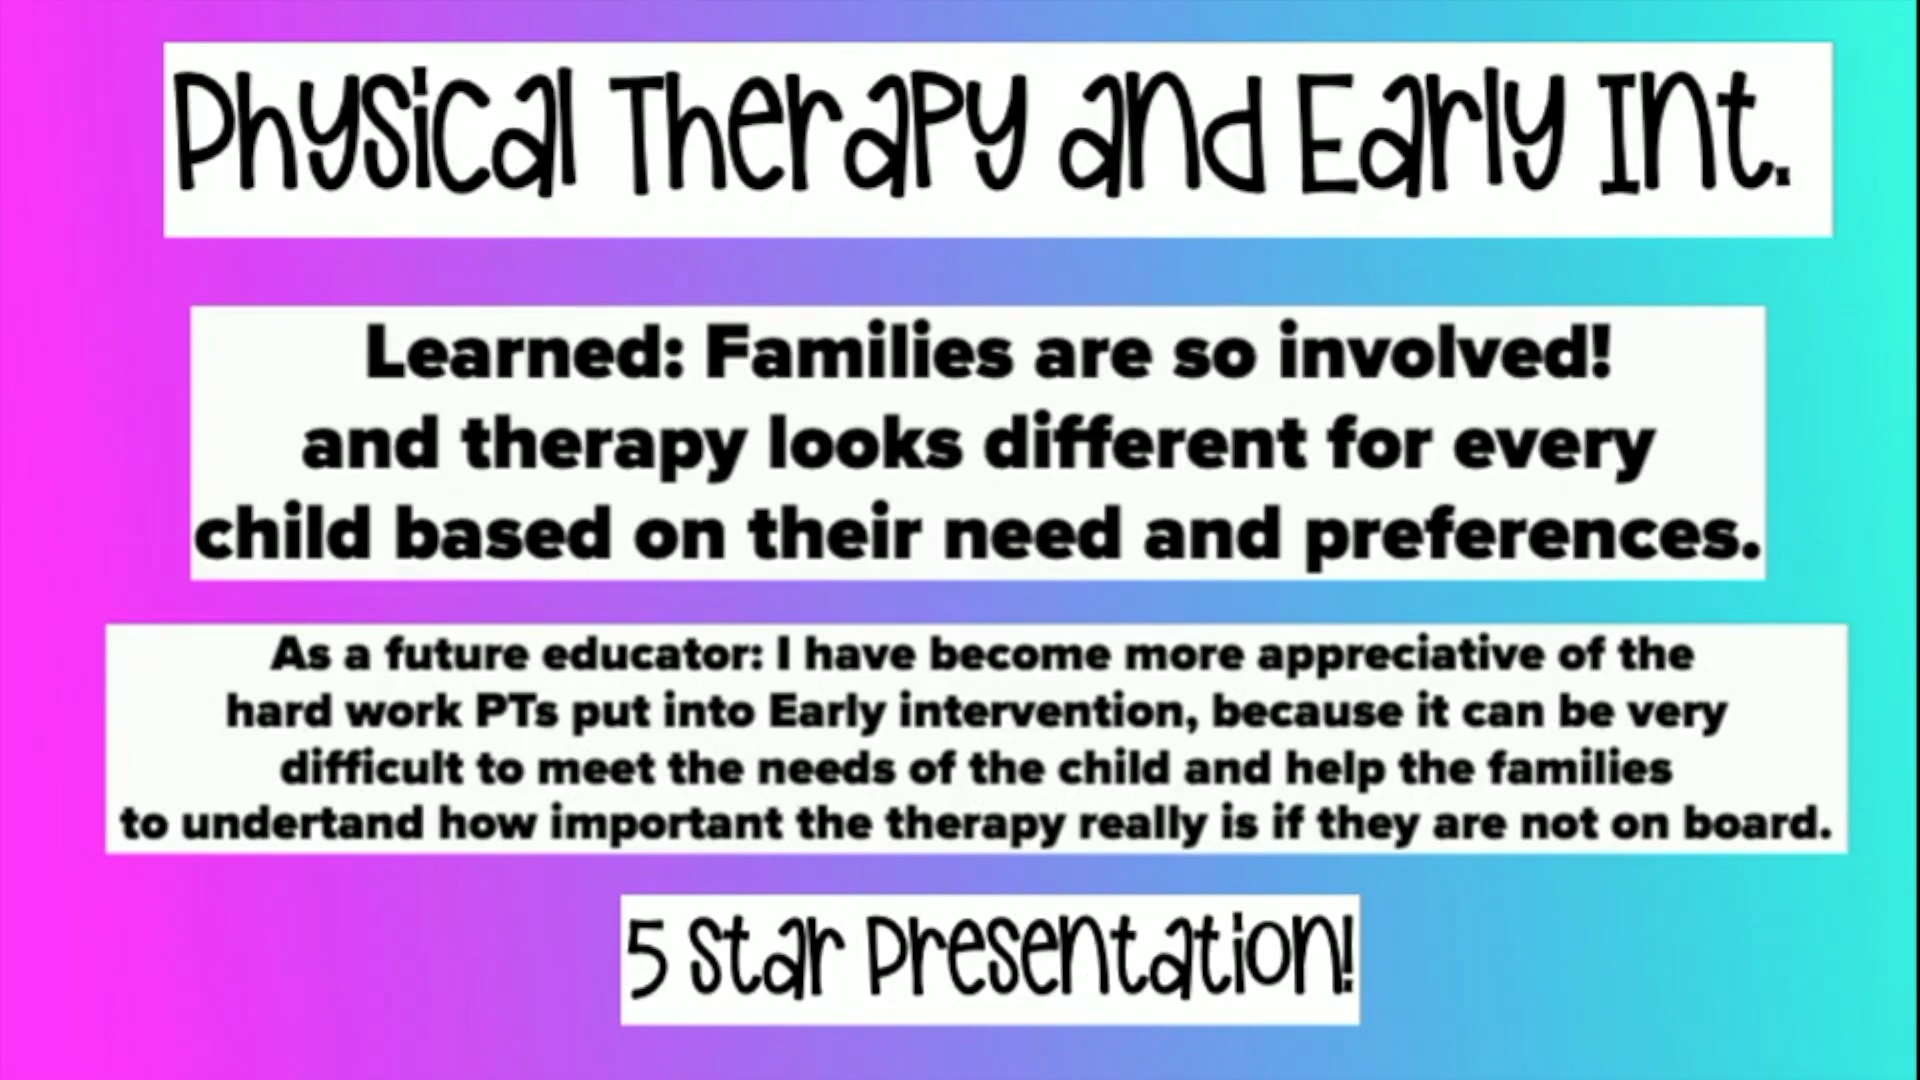 Physical Therapy and Early Int.
Learned: Families are so involved!
and therapy looks different for every
child based on their need and preferences.
As a future educator: I have become more appreciative of the
hard work PTs put into Early intervention, because it can be very
difficult to meet the needs of the child and help the families
to undertand how important the therapy really is if they are not on board.
5 star presentation!